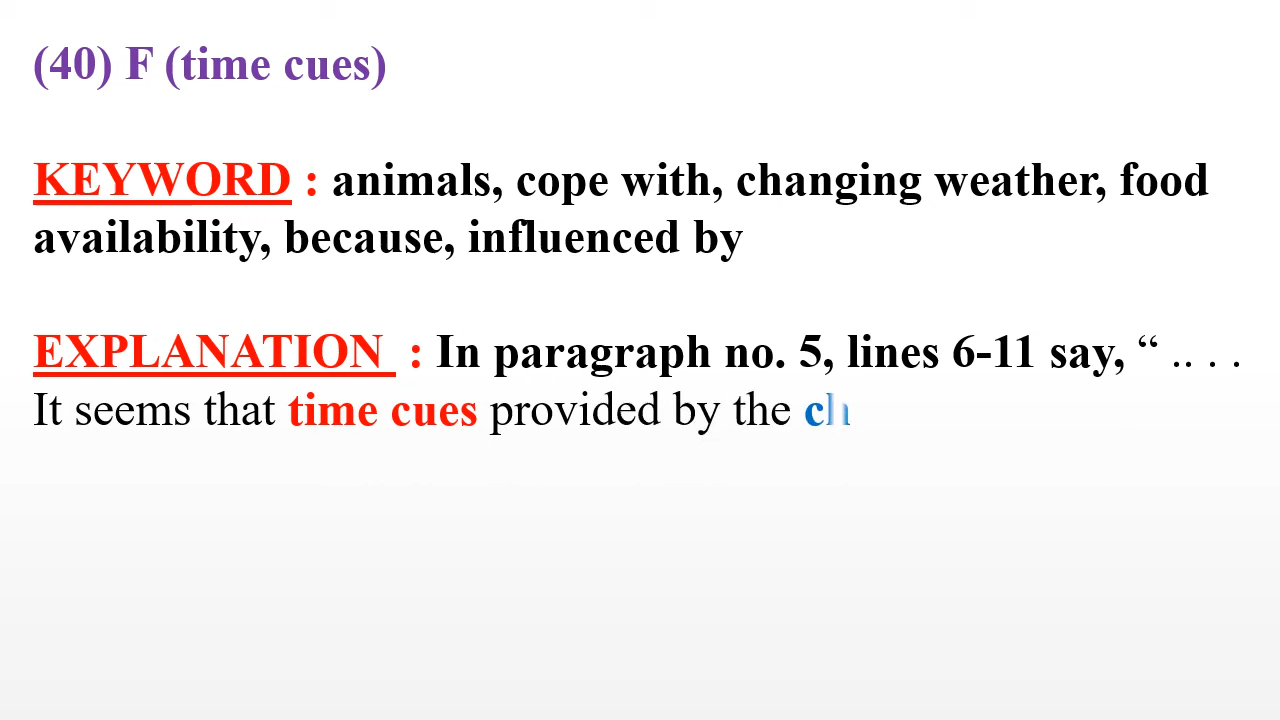 (40) F (time cues)
KEYWORD : animals, cope with, changing weather, food
availability, because, influenced by
EXPLANATION : In paragraph no. 5, lines 6-11 say, “ .. . .
It seems that time cues provided by the ch